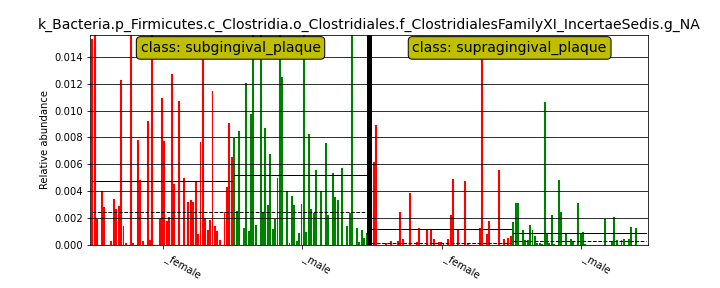 k_Bacteria.p_Firmicutes.c_Clostridia.o_Clostridiales.f_ClostridialesFamilyXI_IncertaeSedis.g_NA
class: subgingival_plaque
class: supragingival_plaque
Relative abundance
0.014
0.012
0.010
0.008
0.006
0.004
0.002
0.000
_female
_male
_female
_male